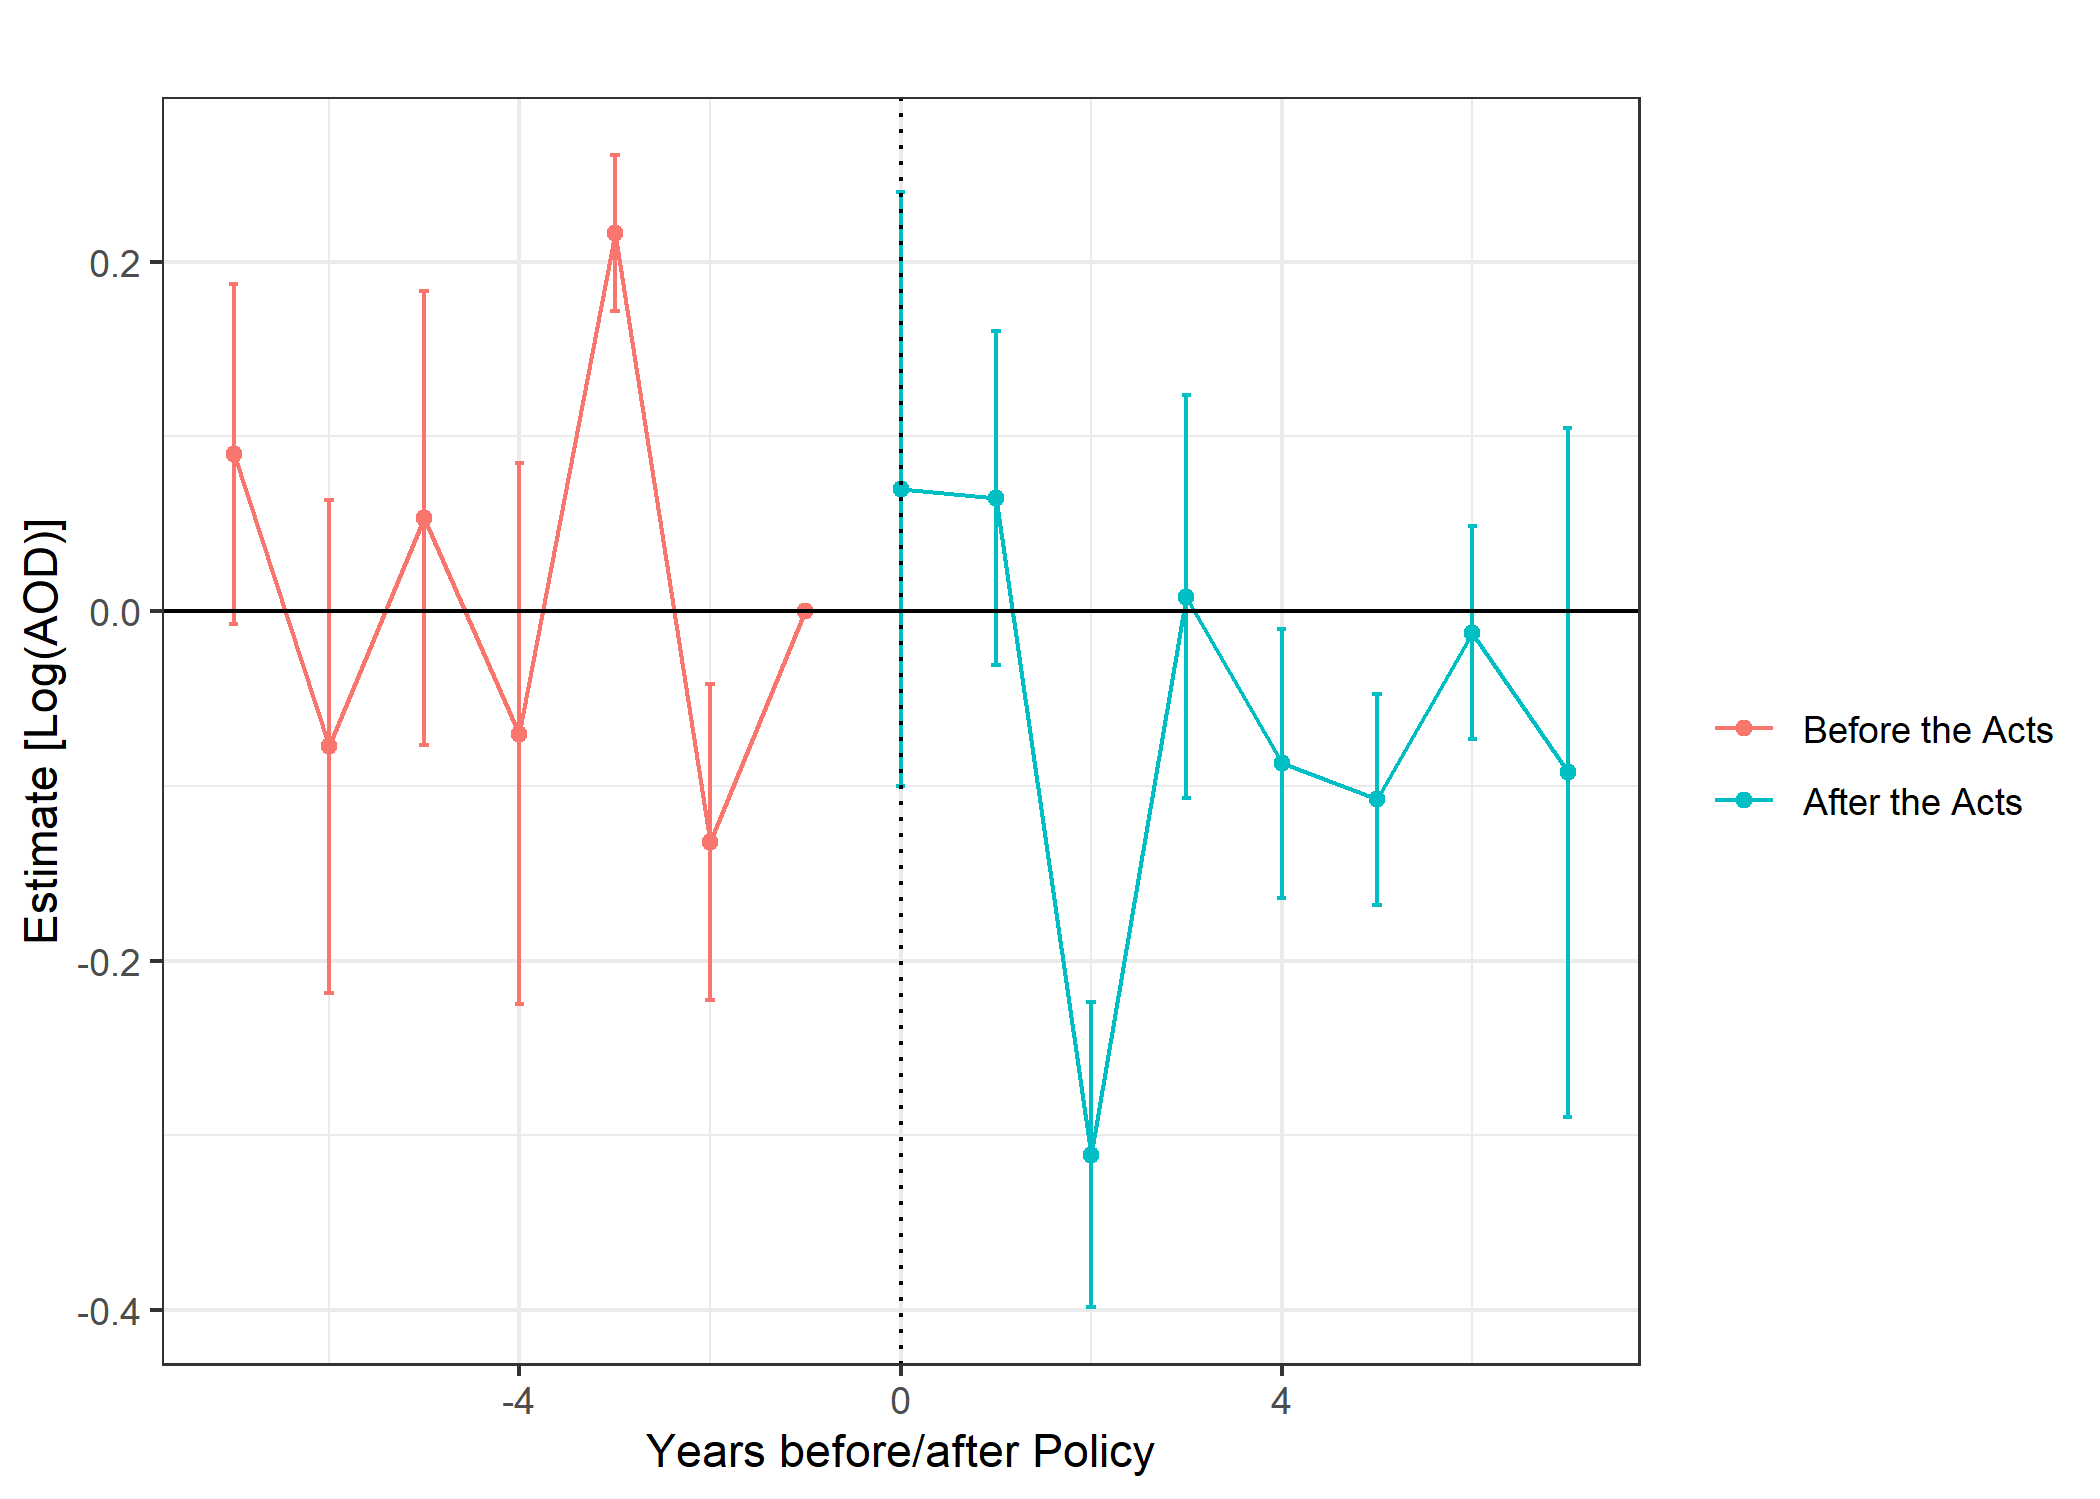 0.2
0.0
-0.2
-0.4
Estimate [Log(AOD)]
-4
0
4
Years before/after Policy
Before the Acts
After the Acts